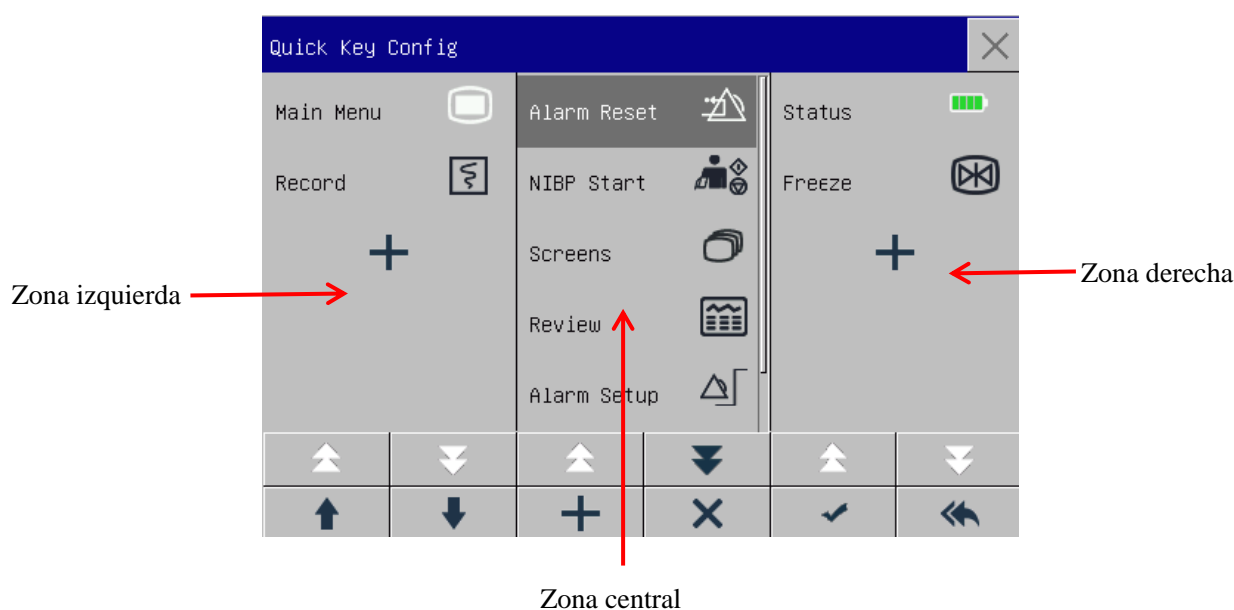 Quick Key Config
Main Menu
Alarm Reset
Status
Record
NIBP Start
Freeze
Screens
Zona izquierda
Zona derecha
Review
Alarm Setup
Zona central